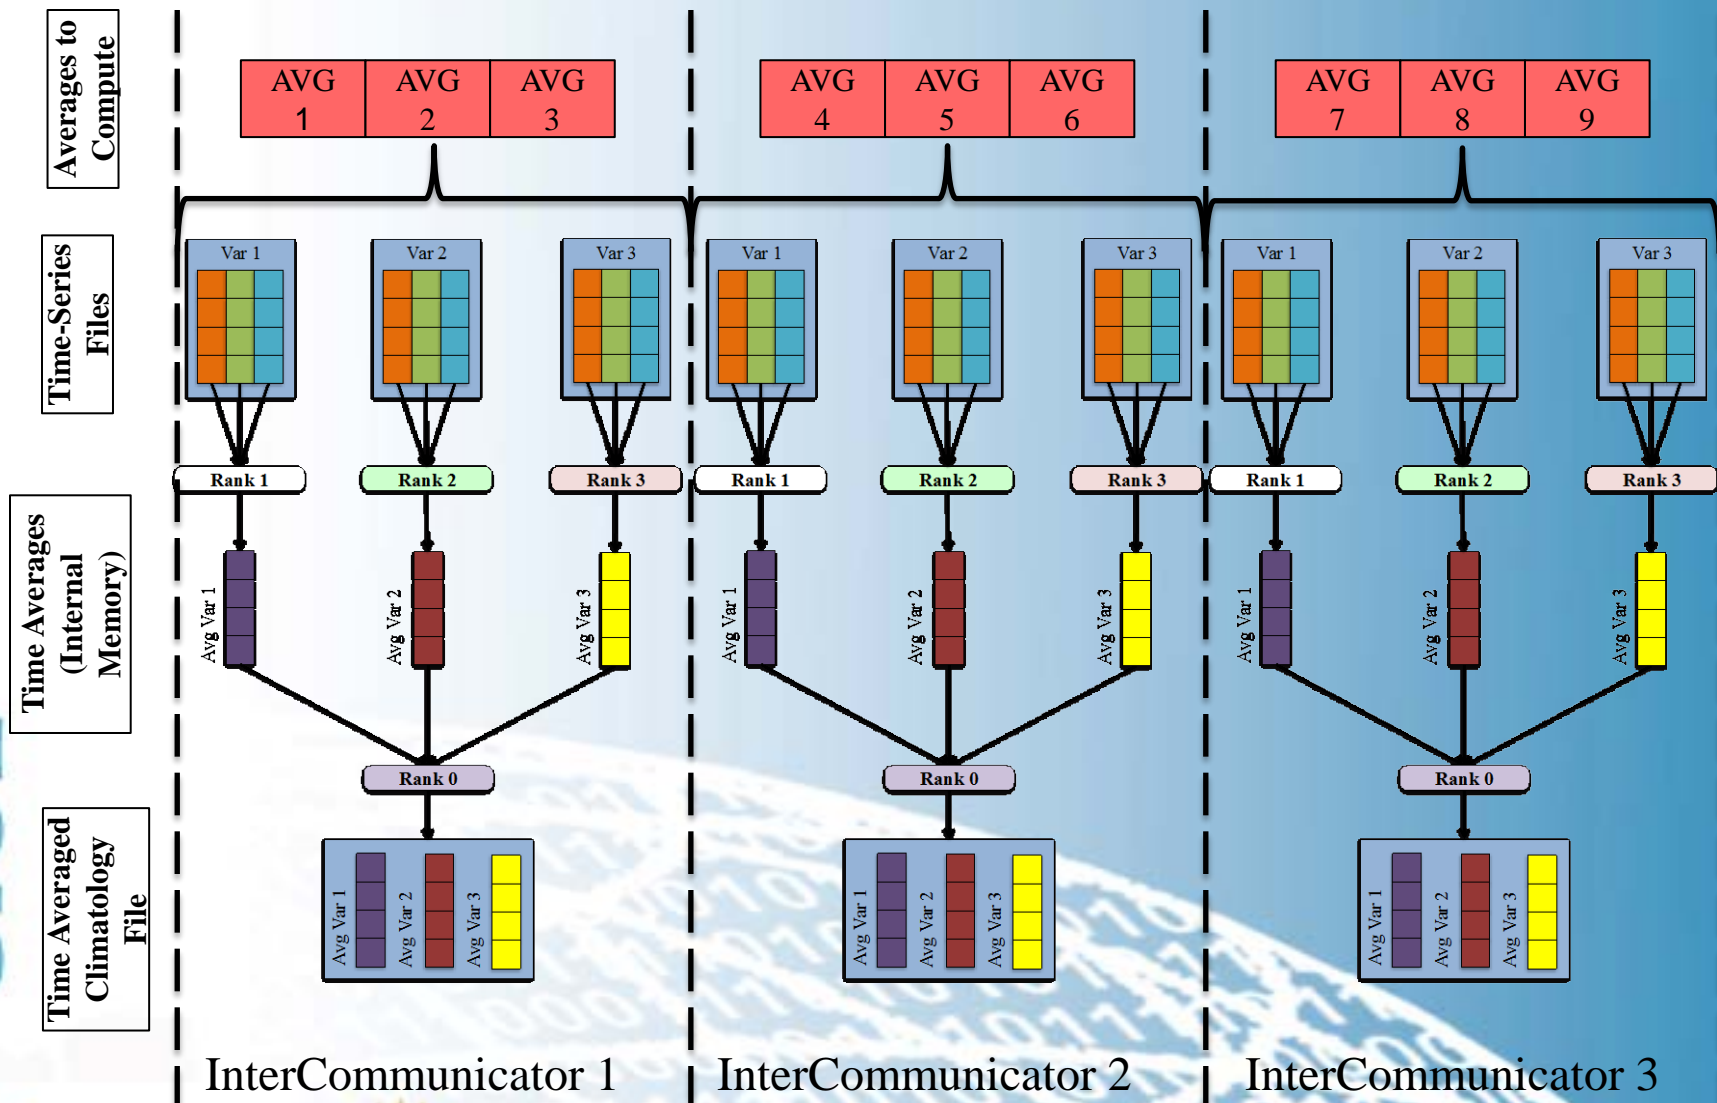 Averages to
Compute
AVG
1
AVG
2
AVG
3
AVG
4
AVG
5
AVG
6
AVG
7
AVG
8
AVG
9
Time-Series
Files
Var 1
Var 2
Var 3
Var 1
Var 2
Var 3
Var 1
Var 2
Var 3
Rank 1
Rank 2
Rank 3
Rank 1
Rank 2
Rank 3
Rank 1
Rank 2
Rank 3
Time Averages
(Internal
Memory)
Avg Var 1
Avg Var 2
Avg Var 3
Avg Var 1
Avg Var 2
Avg Var 3
Avg Var 1
Avg Var 2
Avg Var 3
Rank 0
Rank 0
Rank 0
Time Averaged
Climatology
File
Avg Var 1
Avg Var 2
Avg Var 3
Avg Var 1
Avg Var 2
Avg Var 3
Avg Var 1
Avg Var 2
Avg Var 3
InterCommunicator 1
InterCommunicator 2
InterCommunicator 3